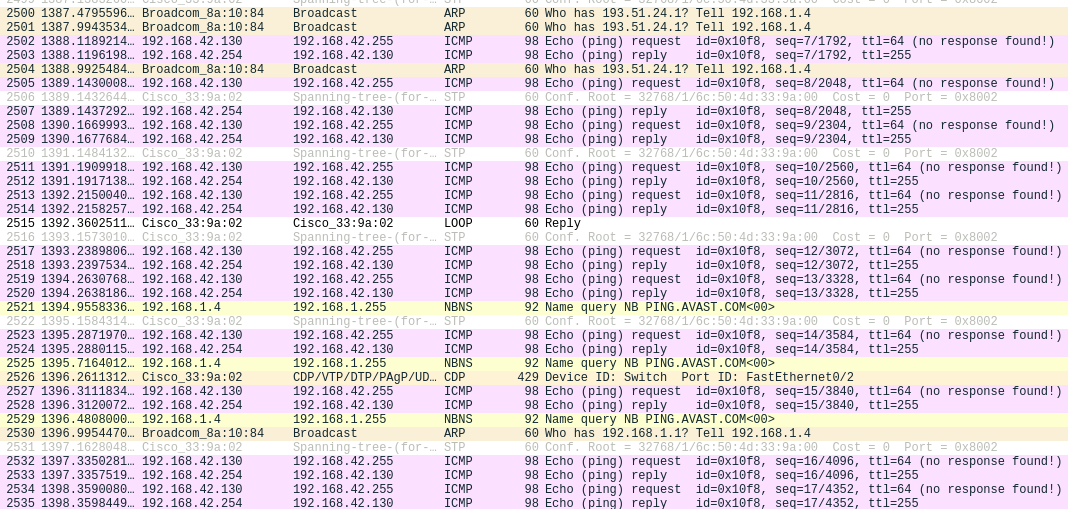 2499 1387.1383200… Cisco_33:9a:02 Spanning-tree-(for-… STP 60 Conf. Root = 32768/1/6c:50:4d:33:9a:00 Cost = 0 Port = 0x8002
2500 1387.4795596… Broadcom_8a:10:84 Broadcast ARP 60 Who has 193.51.24.1? Tell 192.168.1.4
2501 1387.9943534… Broadcom_8a:10:84 Broadcast ARP 60 Who has 193.51.24.1? Tell 192.168.1.4
2502 1388.1189214… 192.168.42.130 192.168.42.255 ICMP 98 Echo (ping) request id=0x10f8, seq=7/1792, ttl=64 (no response found!)
2503 1388.1196198… 192.168.42.254 192.168.42.130 ICMP 98 Echo (ping) reply id=0x10f8, seq=7/1792, ttl=255
2504 1388.9925484… Broadcom_8a:10:84 Broadcast ARP 60 Who has 193.51.24.1? Tell 192.168.1.4
2505 1389.1430008… 192.168.42.130 192.168.42.255 ICMP 98 Echo (ping) request id=0x10f8, seq=8/2048, ttl=64 (no response found!)
2506 1389.1432644… Cisco_33:9a:02 Spanning-tree-(for-… STP 60 Conf. Root = 32768/1/6c:50:4d:33:9a:00 Cost = 0 Port = 0x8002
2507 1389.1437292… 192.168.42.254 192.168.42.130 ICMP 98 Echo (ping) reply id=0x10f8, seq=8/2048, ttl=255
2508 1390.1669993… 192.168.42.130 192.168.42.255 ICMP 98 Echo (ping) request id=0x10f8, seq=9/2304, ttl=64 (no response found!)
2509 1390.1677684… 192.168.42.254 192.168.42.130 ICMP 98 Echo (ping) reply id=0x10f8, seq=9/2304, ttl=255
2510 1391.1484132… Cisco_33:9a:02 Spanning-tree-(for-… STP 60 Conf. Root = 32768/1/6c:50:4d:33:9a:00 Cost = 0 Port = 0x8002
2511 1391.1909918… 192.168.42.130 192.168.42.255 ICMP 98 Echo (ping) request id=0x10f8, seq=10/2560, ttl=64 (no response found!)
2512 1391.1917138… 192.168.42.254 192.168.42.130 ICMP 98 Echo (ping) reply id=0x10f8, seq=10/2560, ttl=255
2513 1392.2150040… 192.168.42.130 192.168.42.255 ICMP 98 Echo (ping) request id=0x10f8, seq=11/2816, ttl=64 (no response found!)
2514 1392.2158257… 192.168.42.254 192.168.42.130 ICMP 98 Echo (ping) reply id=0x10f8, seq=11/2816, ttl=255
2515 1392.3602511… Cisco_33:9a:02 Cisco_33:9a:02 LOOP 60 Reply
2516 1393.1573010… Cisco_33:9a:02 Spanning-tree-(for-… STP 60 Conf. Root = 32768/1/6c:50:4d:33:9a:00 Cost = 0 Port = 0x8002
2517 1393.2389806… 192.168.42.130 192.168.42.255 ICMP 98 Echo (ping) request id=0x10f8, seq=12/3072, ttl=64 (no response found!)
2518 1393.2397534… 192.168.42.254 192.168.42.130 ICMP 98 Echo (ping) reply id=0x10f8, seq=12/3072, ttl=255
2519 1394.2630768… 192.168.42.130 192.168.42.255 ICMP 98 Echo (ping) request id=0x10f8, seq=13/3328, ttl=64 (no response found!)
2520 1394.2638186… 192.168.42.254 192.168.42.130 ICMP 98 Echo (ping) reply id=0x10f8, seq=13/3328, ttl=255
2521 1394.9558336… 192.168.1.4 192.168.1.255 NBNS 92 Name query NB PING.AVAST.COM<00>
2522 1395.1584314… Cisco_33:9a:02 Spanning-tree-(for-… STP 60 Conf. Root = 32768/1/6c:50:4d:33:9a:00 Cost = 0 Port = 0x8002
2523 1395.2871970… 192.168.42.130 192.168.42.255 ICMP 98 Echo (ping) request id=0x10f8, seq=14/3584, ttl=64 (no response found!)
2524 1395.2880115… 192.168.42.254 192.168.42.130 ICMP 98 Echo (ping) reply id=0x10f8, seq=14/3584, ttl=255
2525 1395.7164012… 192.168.1.4 192.168.1.255 NBNS 92 Name query NB PING.AVAST.COM<00>
2526 1396.2611312… Cisco_33:9a:02 CDP/VTP/DTP/PAgP/UD… CDP 429 Device ID: Switch Port ID: FastEthernet0/2
2527 1396.3111834… 192.168.42.130 192.168.42.255 ICMP 98 Echo (ping) request id=0x10f8, seq=15/3840, ttl=64 (no response found!)
2528 1396.3120072… 192.168.42.254 192.168.42.130 ICMP 98 Echo (ping) reply id=0x10f8, seq=15/3840, ttl=255
2529 1396.4808000… 192.168.1.4 192.168.1.255 NBNS 92 Name query NB PING.AVAST.COM<00>
2530 1396.9954470… Broadcom_8a:10:84 Broadcast ARP 60 Who has 192.168.1.1? Tell 192.168.1.4
2531 1397.1628048… Cisco_33:9a:02 Spanning-tree-(for-… STP 60 Conf. Root = 32768/1/6c:50:4d:33:9a:00 Cost = 0 Port = 0x8002
2532 1397.3350281… 192.168.42.130 192.168.42.255 ICMP 98 Echo (ping) request id=0x10f8, seq=16/4096, ttl=64 (no response found!)
2533 1397.3357519… 192.168.42.254 192.168.42.130 ICMP 98 Echo (ping) reply id=0x10f8, seq=16/4096, ttl=255
2534 1398.3590080… 192.168.42.130 192.168.42.255 ICMP 98 Echo (ping) request id=0x10f8, seq=17/4352, ttl=64 (no response found!)
2535 1398.3598449… 192.168.42.254 192.168.42.130 ICMP 98 Echo (ping) reply id=0x10f8, seq=17/4352, ttl=255